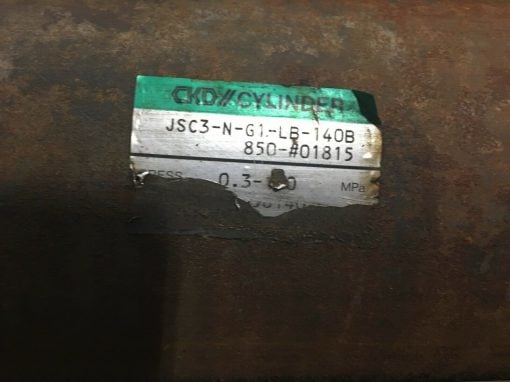 CKD//CYLINDER
JSC3-N-G1-LB-140B
850-#01815
0.3- MPa